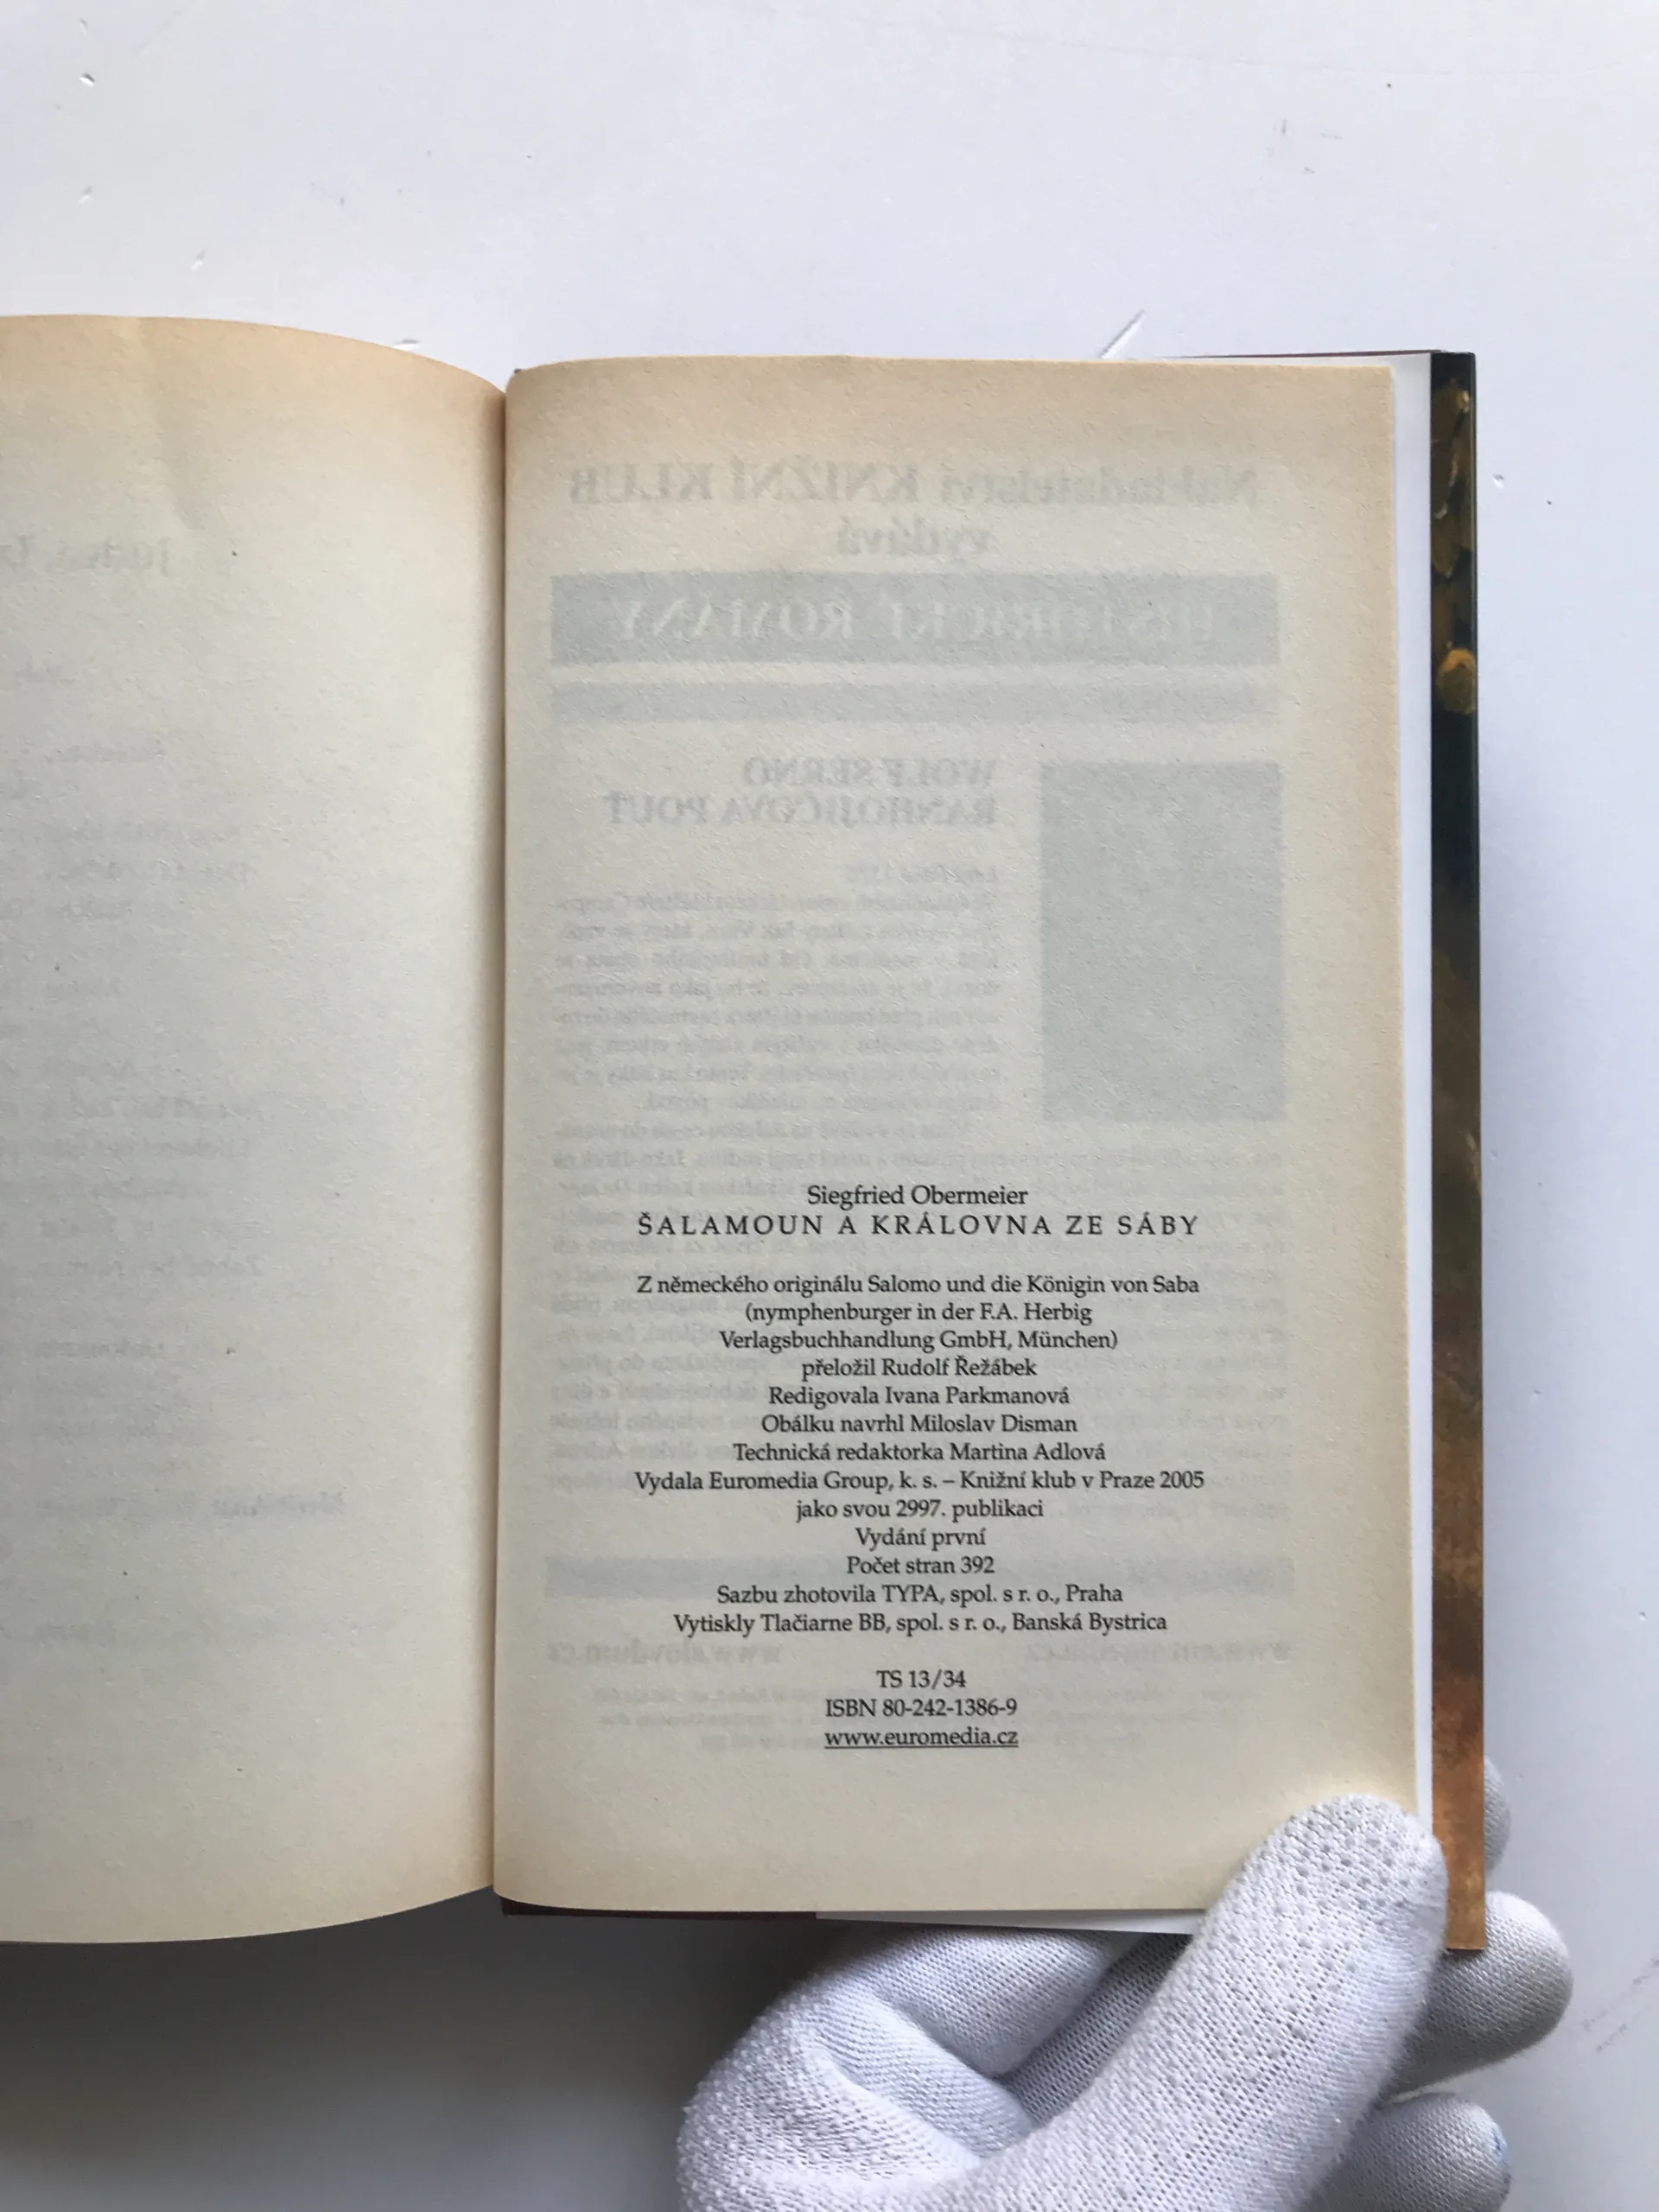 Siegfried Obermeier
ŠALAMOUN A KRÁLOVNA ZE SÁBY
Z německého originálu Salomo und die Königin von Saba
(nymphenburger in der F.A. Herbig
Verlagsbuchhandlung GmbH, München)
přeložil Rudolf Řežábek
Redigovala Ivana Parkmanová
Obálku navrhl Miloslav Disman
Technická redaktorka Martina Adlová
Vydala Euromedia Group, k. s. – Knižní klub v Praze 2005
jako svou 2997. publikaci
Vydání první
Počet stran 392
Sazbu zhotovila TYPA, spol. s r. o., Praha
Vytiskly Tlačiarne BB, spol. s r. o., Banská Bystrica
TS 13/34
ISBN 80-242-1386-9
www.euromedia.cz